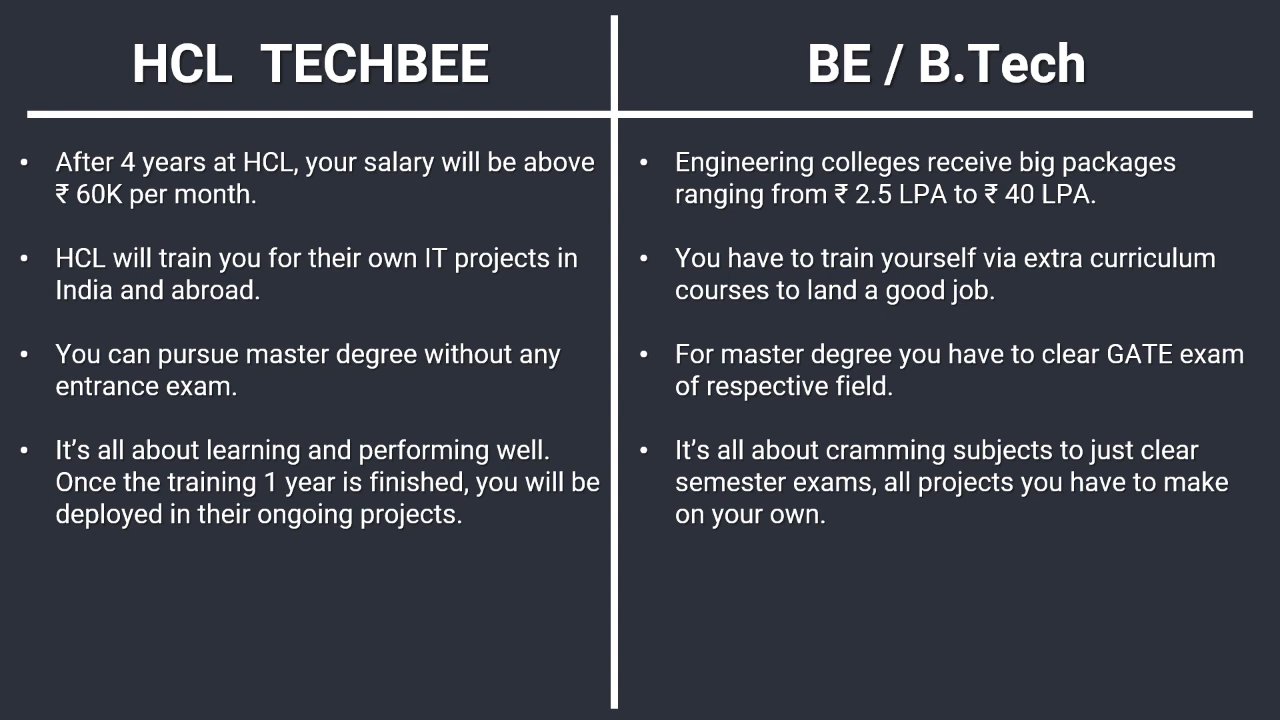 HCL TECHBEE
• After 4 years at HCL, your salary will be above
₹ 60K per month.
• HCL will train you for their own IT projects in
India and abroad.
• You can pursue master degree without any
entrance exam.
• It’s all about learning and performing well.
Once the training 1 year is finished, you will be
deployed in their ongoing projects.
BE / B.Tech
• Engineering colleges receive big packages
ranging from ₹ 2.5 LPA to ₹ 40 LPA.
• You have to train yourself via extra curriculum
courses to land a good job.
• For master degree you have to clear GATE exam
of respective field.
• It’s all about cramming subjects to just clear
semester exams, all projects you have to make
on your own.